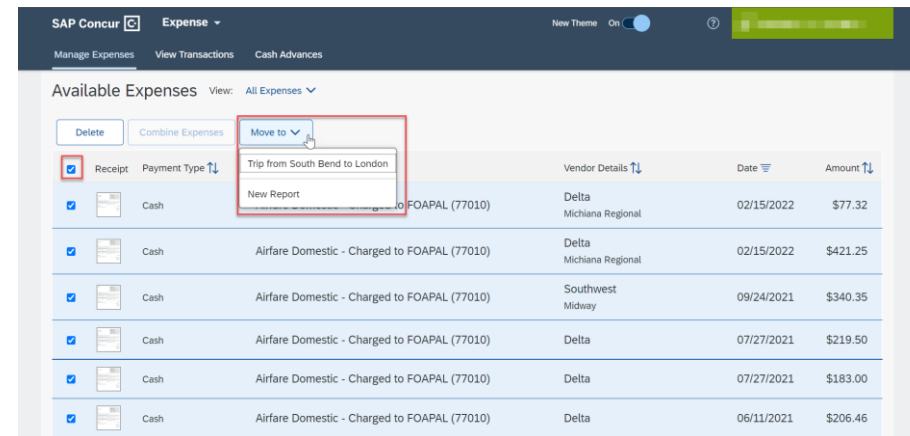 SAP Concur C Expense New Theme On
Manage Expenses View Transactions Cash Advances
Available Expenses View: All Expenses
Delete Combine Expenses Move to
Trip from South Bend to London
New Report
Receipt Payment Type Vendor Details Date Amount
Cash to FOAPAL (77010) Delta Michiana Regional 02/15/2022 $77.32
Cash Airfare Domestic - Charged to FOAPAL (77010) Delta Michiana Regional 02/15/2022 $421.25
Cash Airfare Domestic - Charged to FOAPAL (77010) Southwest Midway 09/24/2021 $340.35
Cash Airfare Domestic - Charged to FOAPAL (77010) Delta 07/27/2021 $219.50
Cash Airfare Domestic - Charged to FOAPAL (77010) Delta 07/27/2021 $183.00
Cash Airfare Domestic - Charged to FOAPAL (77010) Delta 06/11/2021 $206.46